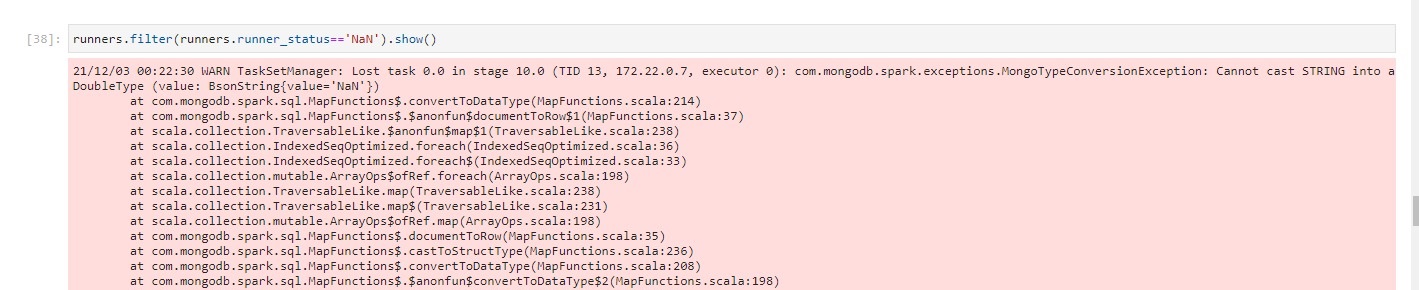 [38]: runners.filter(runners.runner_status=='NaN').show()
21/12/03 00:22:30 WARN TaskSetManager: Lost task 0.0 in stage 10.0 (TID 13, 172.22.0.7, executor 0): com.mongodb.spark.exceptions.MongoTypeConversionException: Cannot cast STRING into a
DoubleType (value: BsonString{value='NaN'})
at com.mongodb.spark.sql.MapFunctions$.convertToDataType(MapFunctions.scala:214)
at com.mongodb.spark.sql.MapFunctions$.$anonfun$documentToRow$1(MapFunctions.scala:37)
at scala.collection.TraversableLike.$anonfun$map$1(TraversableLike.scala:238)
at scala.collection.IndexedSeqOptimized.foreach(IndexedSeqOptimized.scala:36)
at scala.collection.IndexedSeqOptimized.foreach$(IndexedSeqOptimized.scala:33)
at scala.collection.mutable.ArrayOps$ofRef.foreach(ArrayOps.scala:198)
at scala.collection.TraversableLike.map(TraversableLike.scala:238)
at scala.collection.TraversableLike.map$(TraversableLike.scala:231)
at scala.collection.mutable.ArrayOps$ofRef.map(ArrayOps.scala:198)
at com.mongodb.spark.sql.MapFunctions$.documentToRow(MapFunctions.scala:35)
at com.mongodb.spark.sql.MapFunctions$.castToStructType(MapFunctions.scala:236)
at com.mongodb.spark.sql.MapFunctions$.convertToDataType(MapFunctions.scala:208)
at com.mongodb.spark.sql.MapFunctions$.$anonfun$convertToDataType$2(MapFunctions.scala:198)